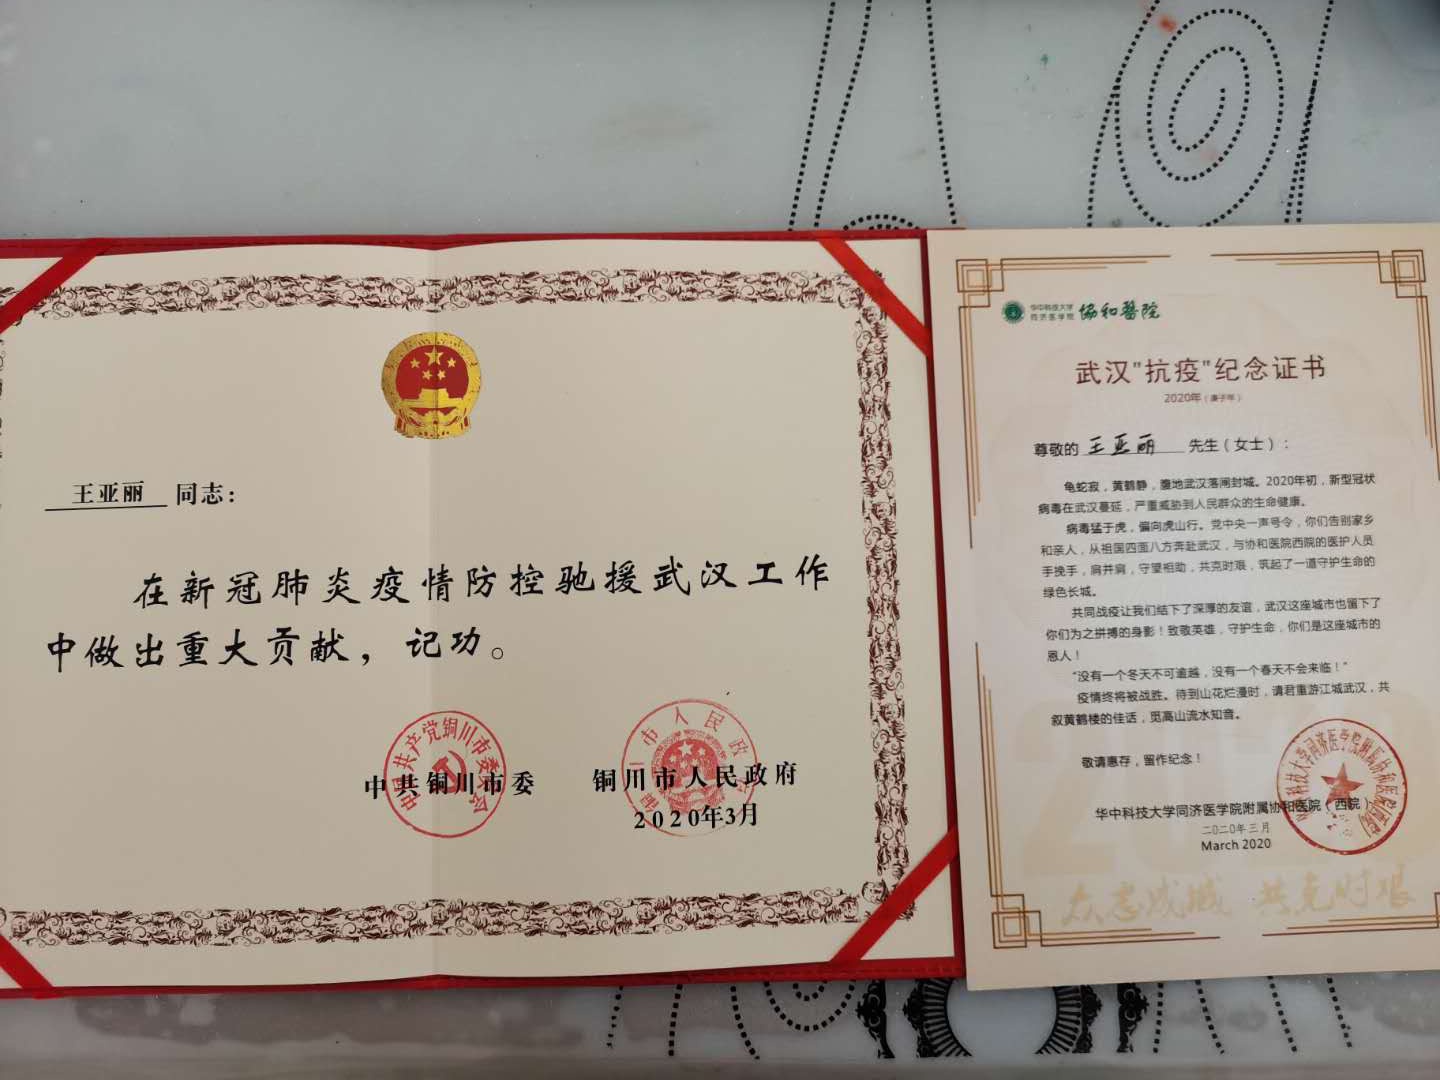 王亚丽 同志：
在新冠肺炎疫情防控驰援武汉工作
中做出重大贡献，记功。
中共铜川市委
铜川市人民政府
2020年3月
中国共产党铜川市委员会
市人民政
华中科技大学
同济医学院
协和醫院
武汉"抗疫"纪念证书
2020年（庚子年）
尊敬的 王亚丽 先生（女士）：
龟蛇寂，黄鹤静，腹地武汉落闸封城。2020年初，新型冠状
病毒在武汉蔓延，严重威胁到人民群众的生命健康。
病毒猛于虎，偏向虎山行。党中央一声号令，你们告别家乡
和亲人，从祖国四面八方奔赴武汉，与协和医院西院的医护人员
手挽手，肩并肩，守望相助，共克时艰，筑起了一道守护生命的
绿色长城。
共同战疫让我们结下了深厚的友谊，武汉这座城市也留下了
你们为之拼搏的身影！致敬英雄，守护生命，你们是这座城市的
恩人！
"没有一个冬天不可逾越，没有一个春天不会来临！"
疫情终将被战胜。待到山花烂漫时，请君重游江城武汉，共
叙黄鹤楼的佳话，觅高山流水知音。
敬请惠存，留作纪念！
华中科技大学同济医学院附属协和医院（西院）
二〇二〇年三月
March 2020
众志成城 共克时艰